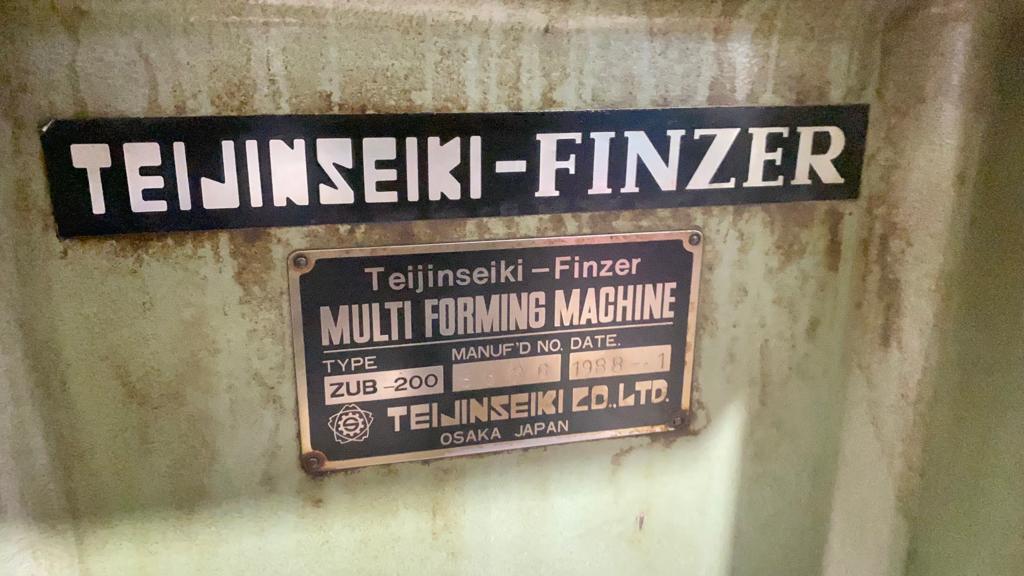 TEIJINSEIKI-FINZER
Teijinseiki-Finzer
MULTI FORMING MACHINE
TYPE MANUF'D NO. DATE.
ZUB-200 1988--1
TEIJINSEIKI CO.,LTD.
OSAKA JAPAN